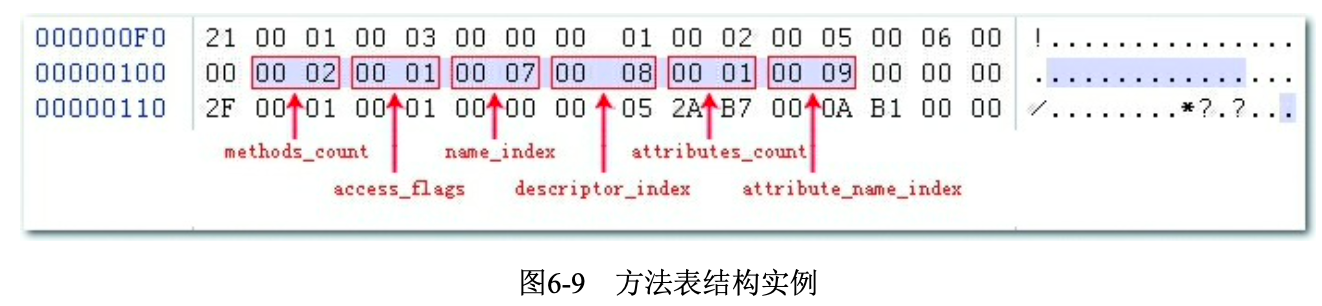 000000F0 21 00 01 00 03 00 00 00 01 00 02 00 05 00 06 00 !...............
00000100 00 00 02 00 01 00 07 00 08 00 01 00 09 00 00 00 ................
00000110 2F 00 01 00 01 00 00 00 05 2A B7 00 0A B1 00 00 /........*?.?...
methods_count name_index attributes_count
access_flags descriptor_index attribute_name_index
图6-9 方法表结构实例